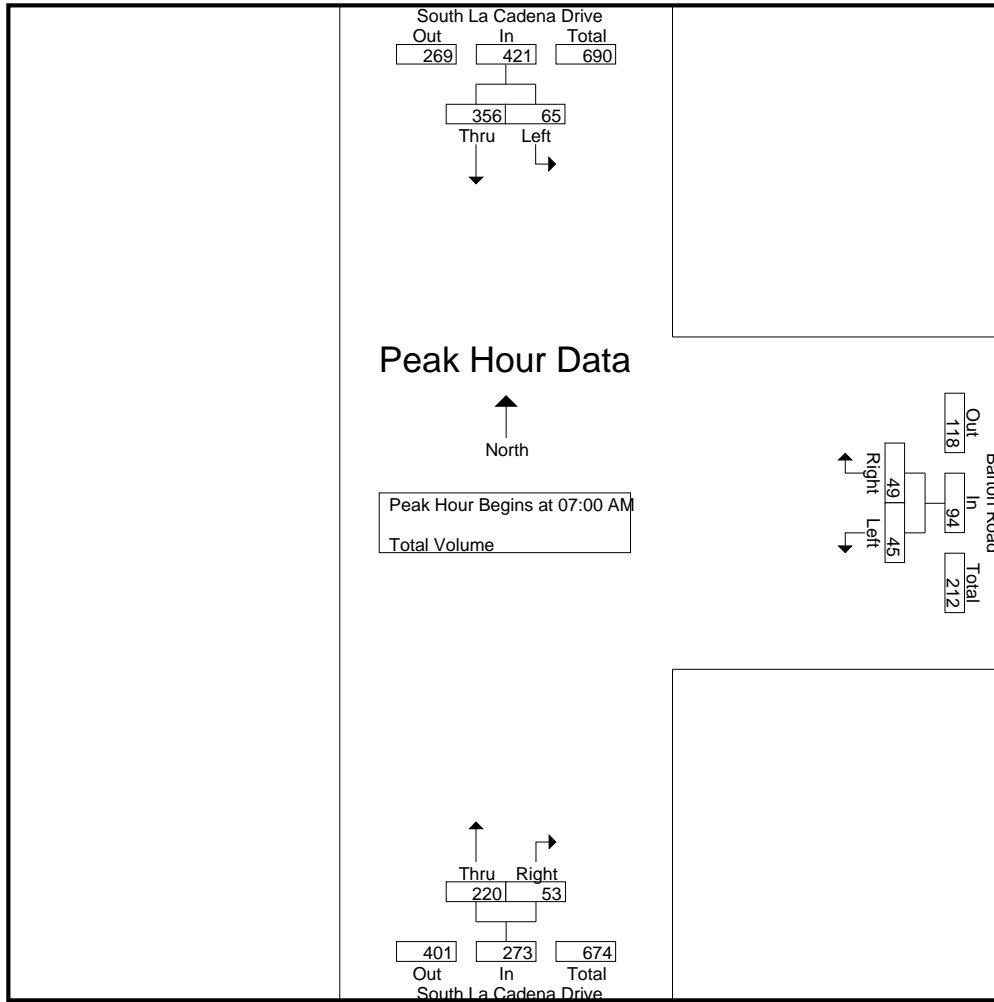 South La Cadena Drive
Out In Total
269 421 690
356 65
Thru Left
Peak Hour Data
North
Peak Hour Begins at 07:00 AM
Total Volume
Out In Total
118 94 212
49 45
Right Left
Road
Thru Right
220 53
401 273 674
Out In Total
South La Cadena Drive